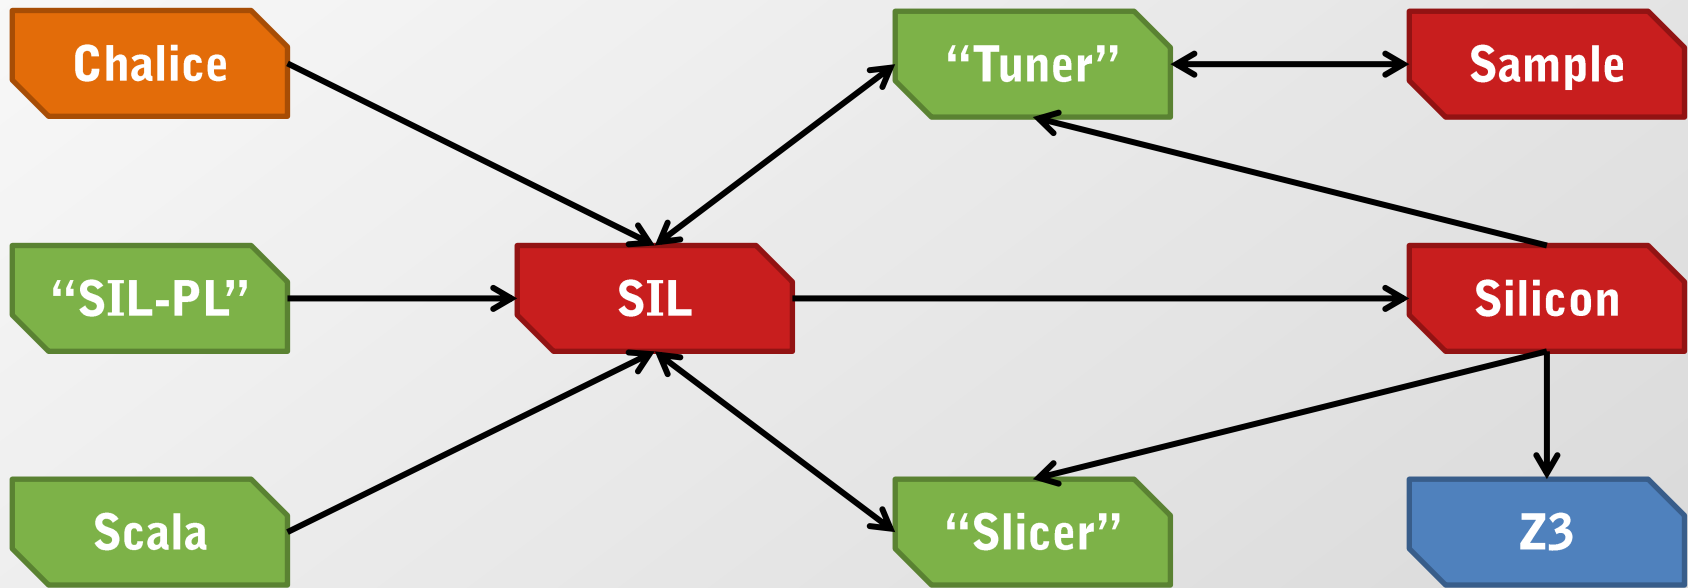 Chalice
“Tuner”
Sample
“SIL-PL”
SIL
Silicon
Scala
“Slicer”
Z3